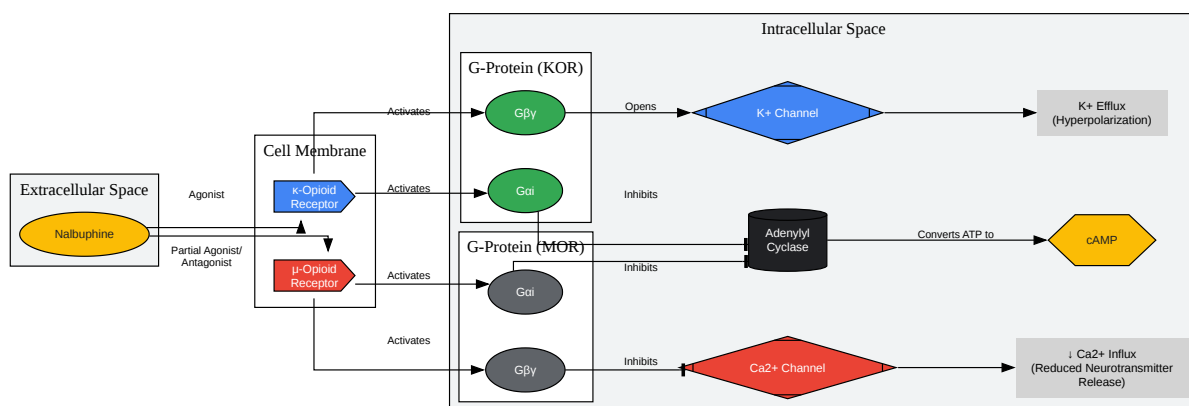 Intracellular Space
G-Protein (KOR)
Gβγ
Activates
Opens
K+ Channel
K+ Efflux
(Hyperpolarization)
Cell Membrane
Extracellular Space
Nalbuphine
Agonist
κ-Opioid
Receptor
Activates
Gαi
Inhibits
Partial Agonist/
Antagonist
μ-Opioid
Receptor
G-Protein (MOR)
Activates
Gαi
Inhibits
Adenylyl
Cyclase
Converts ATP to
cAMP
Activates
Gβγ
Inhibits
Ca2+ Channel
↓ Ca2+ Influx
(Reduced Neurotransmitter
Release)